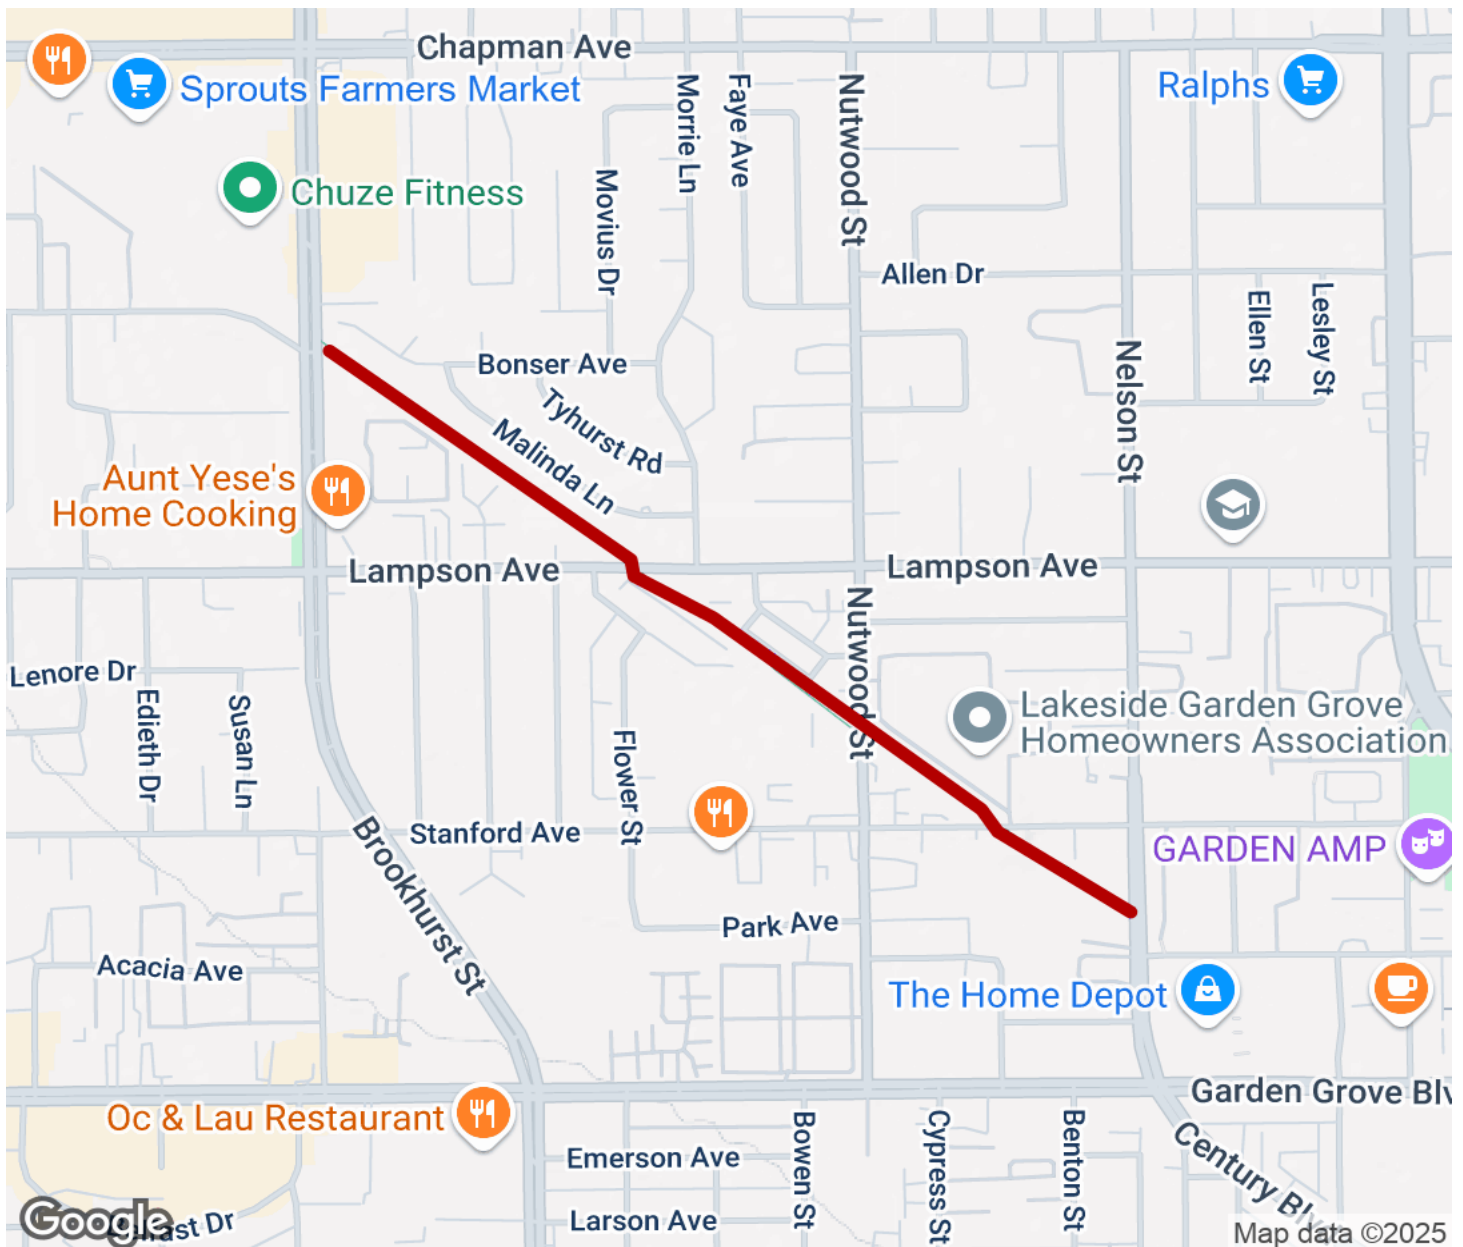 Chapman Ave
Sprouts Farmers Market
Ralphs
Chuze Fitness
Morrie Ln
Faye Ave
Nutwood St
Movius Dr
Allen Dr
Ellen St
Lesley St
Nelson St
Bonser Ave
Tyhurst Rd
Malinda Ln
Aunt Yese's
Home Cooking
Lampson Ave
Lampson Ave
Nutwood St
Lenore Dr
Edieth Dr
Susan Ln
Flower St
Lakeside Garden Grove
Homeowners Association
Stanford Ave
GARDEN AMP
Brookhurst St
Park Ave
Acacia Ave
The Home Depot
Garden Grove Blv
Oc & Lau Restaurant
Bowen St
Cypress St
Benton St
Century Blv
Emerson Ave
Larson Ave
Google
Dr
Map data ©2025